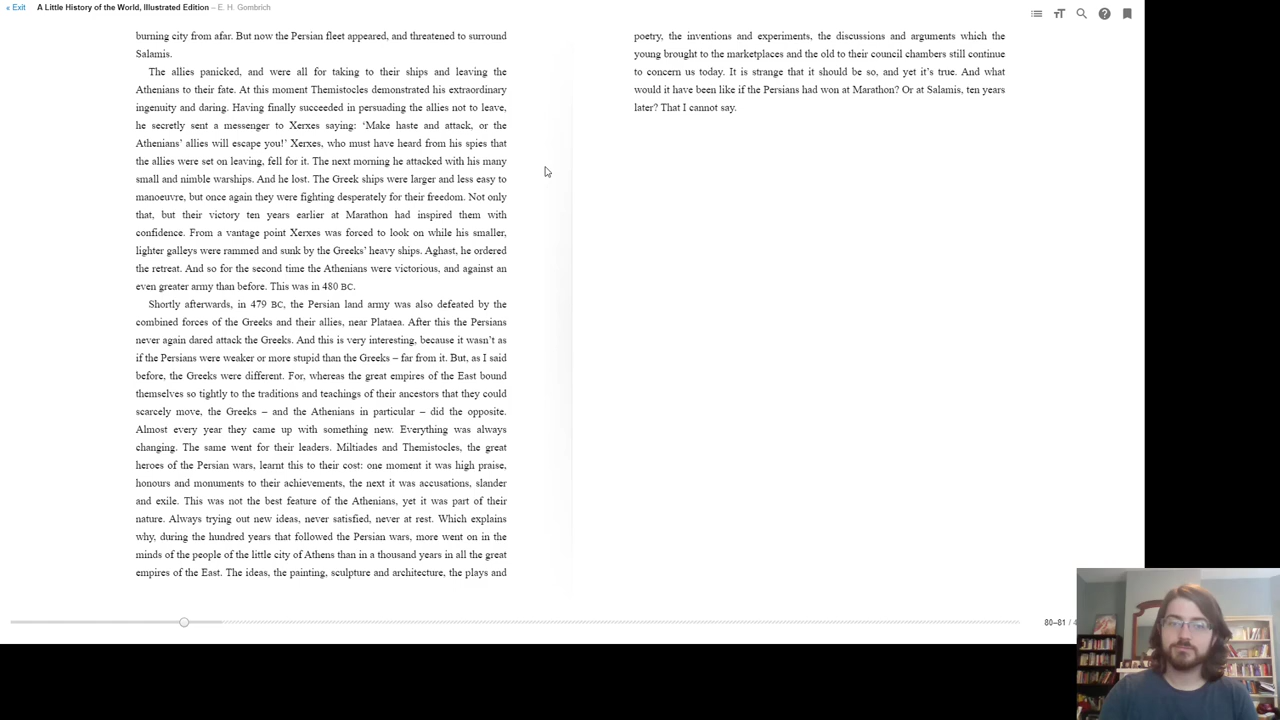 « Exit A Little History of the World, Illustrated Edition – E. H. Gombrich
burning city from afar. But now the Persian fleet appeared, and threatened to surround
Salamis.
The allies panicked, and were all for taking to their ships and leaving the
Athenians to their fate. At this moment Themistocles demonstrated his extraordinary
ingenuity and daring. Having finally succeeded in persuading the allies not to leave,
he secretly sent a messenger to Xerxes saying: ‘Make haste and attack, or the
Athenians’ allies will escape you!’ Xerxes, who must have heard from his spies that
the allies were set on leaving, fell for it. The next morning he attacked with his many
small and nimble warships. And he lost. The Greek ships were larger and less easy to
manoeuvre, but once again they were fighting desperately for their freedom. Not only
that, but their victory ten years earlier at Marathon had inspired them with
confidence. From a vantage point Xerxes was forced to look on while his smaller,
lighter galleys were rammed and sunk by the Greeks’ heavy ships. Aghast, he ordered
the retreat. And so for the second time the Athenians were victorious, and against an
even greater army than before. This was in 480 BC.
Shortly afterwards, in 479 BC, the Persian land army was also defeated by the
combined forces of the Greeks and their allies, near Plataea. After this the Persians
never again dared attack the Greeks. And this is very interesting, because it wasn’t as
if the Persians were weaker or more stupid than the Greeks – far from it. But, as I said
before, the Greeks were different. For, whereas the great empires of the East bound
themselves so tightly to the traditions and teachings of their ancestors that they could
scarcely move, the Greeks – and the Athenians in particular – did the opposite.
Almost every year they came up with something new. Everything was always
changing. The same went for their leaders. Miltiades and Themistocles, the great
heroes of the Persian wars, learnt this to their cost: one moment it was high praise,
honours and monuments to their achievements, the next it was accusations, slander
and exile. This was not the best feature of the Athenians, yet it was part of their
nature. Always trying out new ideas, never satisfied, never at rest. Which explains
why, during the hundred years that followed the Persian wars, more went on in the
minds of the people of the little city of Athens than in a thousand years in all the great
empires of the East. The ideas, the painting, sculpture and architecture, the plays and
poetry, the inventions and experiments, the discussions and arguments which the
young brought to the marketplaces and the old to their council chambers still continue
to concern us today. It is strange that it should be so, and yet it’s true. And what
would it have been like if the Persians had won at Marathon? Or at Salamis, ten years
later? That I cannot say.
80–81 /